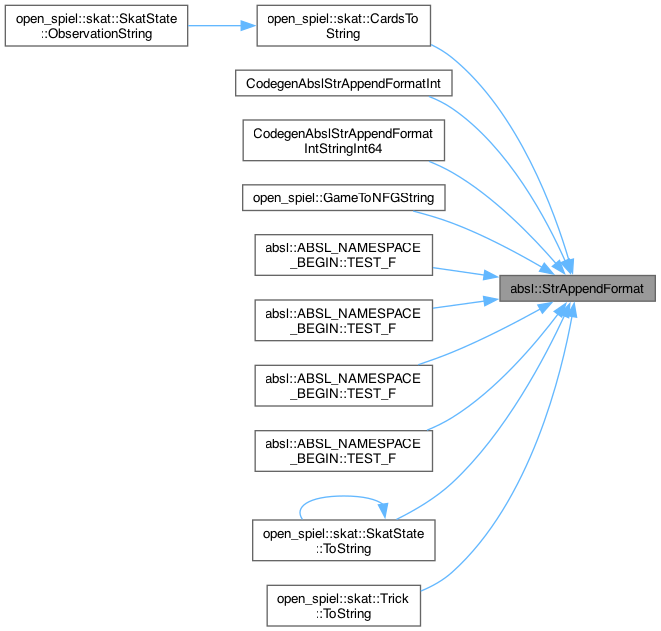 open_spiel::skat::SkatState
::ObservationString
open_spiel::skat::CardsTo
String
CodegenAbslStrAppendFormatInt
CodegenAbslStrAppendFormat
IntStringInt64
open_spiel::GameToNFGString
absl::ABSL_NAMESPACE
_BEGIN::TEST_F
absl::StrAppendFormat
absl::ABSL_NAMESPACE
_BEGIN::TEST_F
absl::ABSL_NAMESPACE
_BEGIN::TEST_F
absl::ABSL_NAMESPACE
_BEGIN::TEST_F
open_spiel::skat::SkatState
::ToString
open_spiel::skat::Trick
::ToString